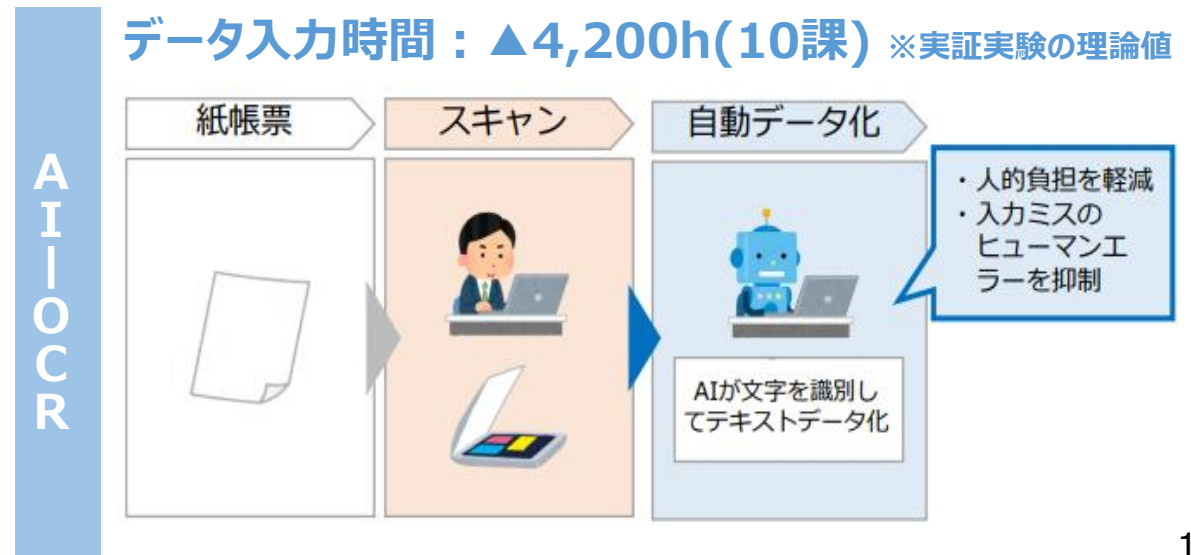 データ入力時間：▲4,200h(10課) ※実証実験の理論値
AI|OCR
紙帳票
スキャン
自動データ化
・人的負担を軽減
・入力ミスの
ヒューマンエ
ラーを抑制
AIが文字を識別し
てテキストデータ化
1